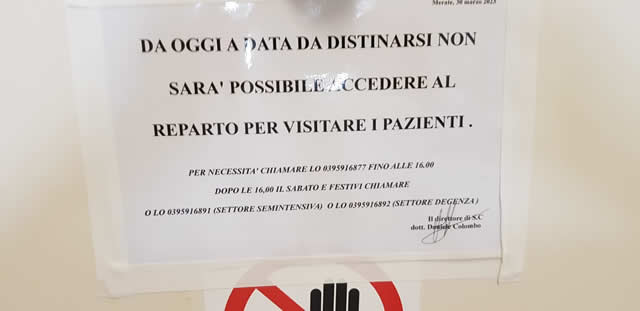 Merate, 30 marzo 2023
DA OGGI A DATA DA DISTINARSI NON
SARA' POSSIBILE ACCEDERE AL
REPARTO PER VISITARE I PAZIENTI .
PER NECESSITA' CHIAMARE LO 0395916877 FINO ALLE 16.00
DOPO LE 16,00 IL SABATO E FESTIVI CHIAMARE
O LO 0395916891 (SETTORE SEMINTENSIVA) O LO 0395916892 (SETTORE DEGENZA )
Il direttore di S.C
dott. Daniele Colombo